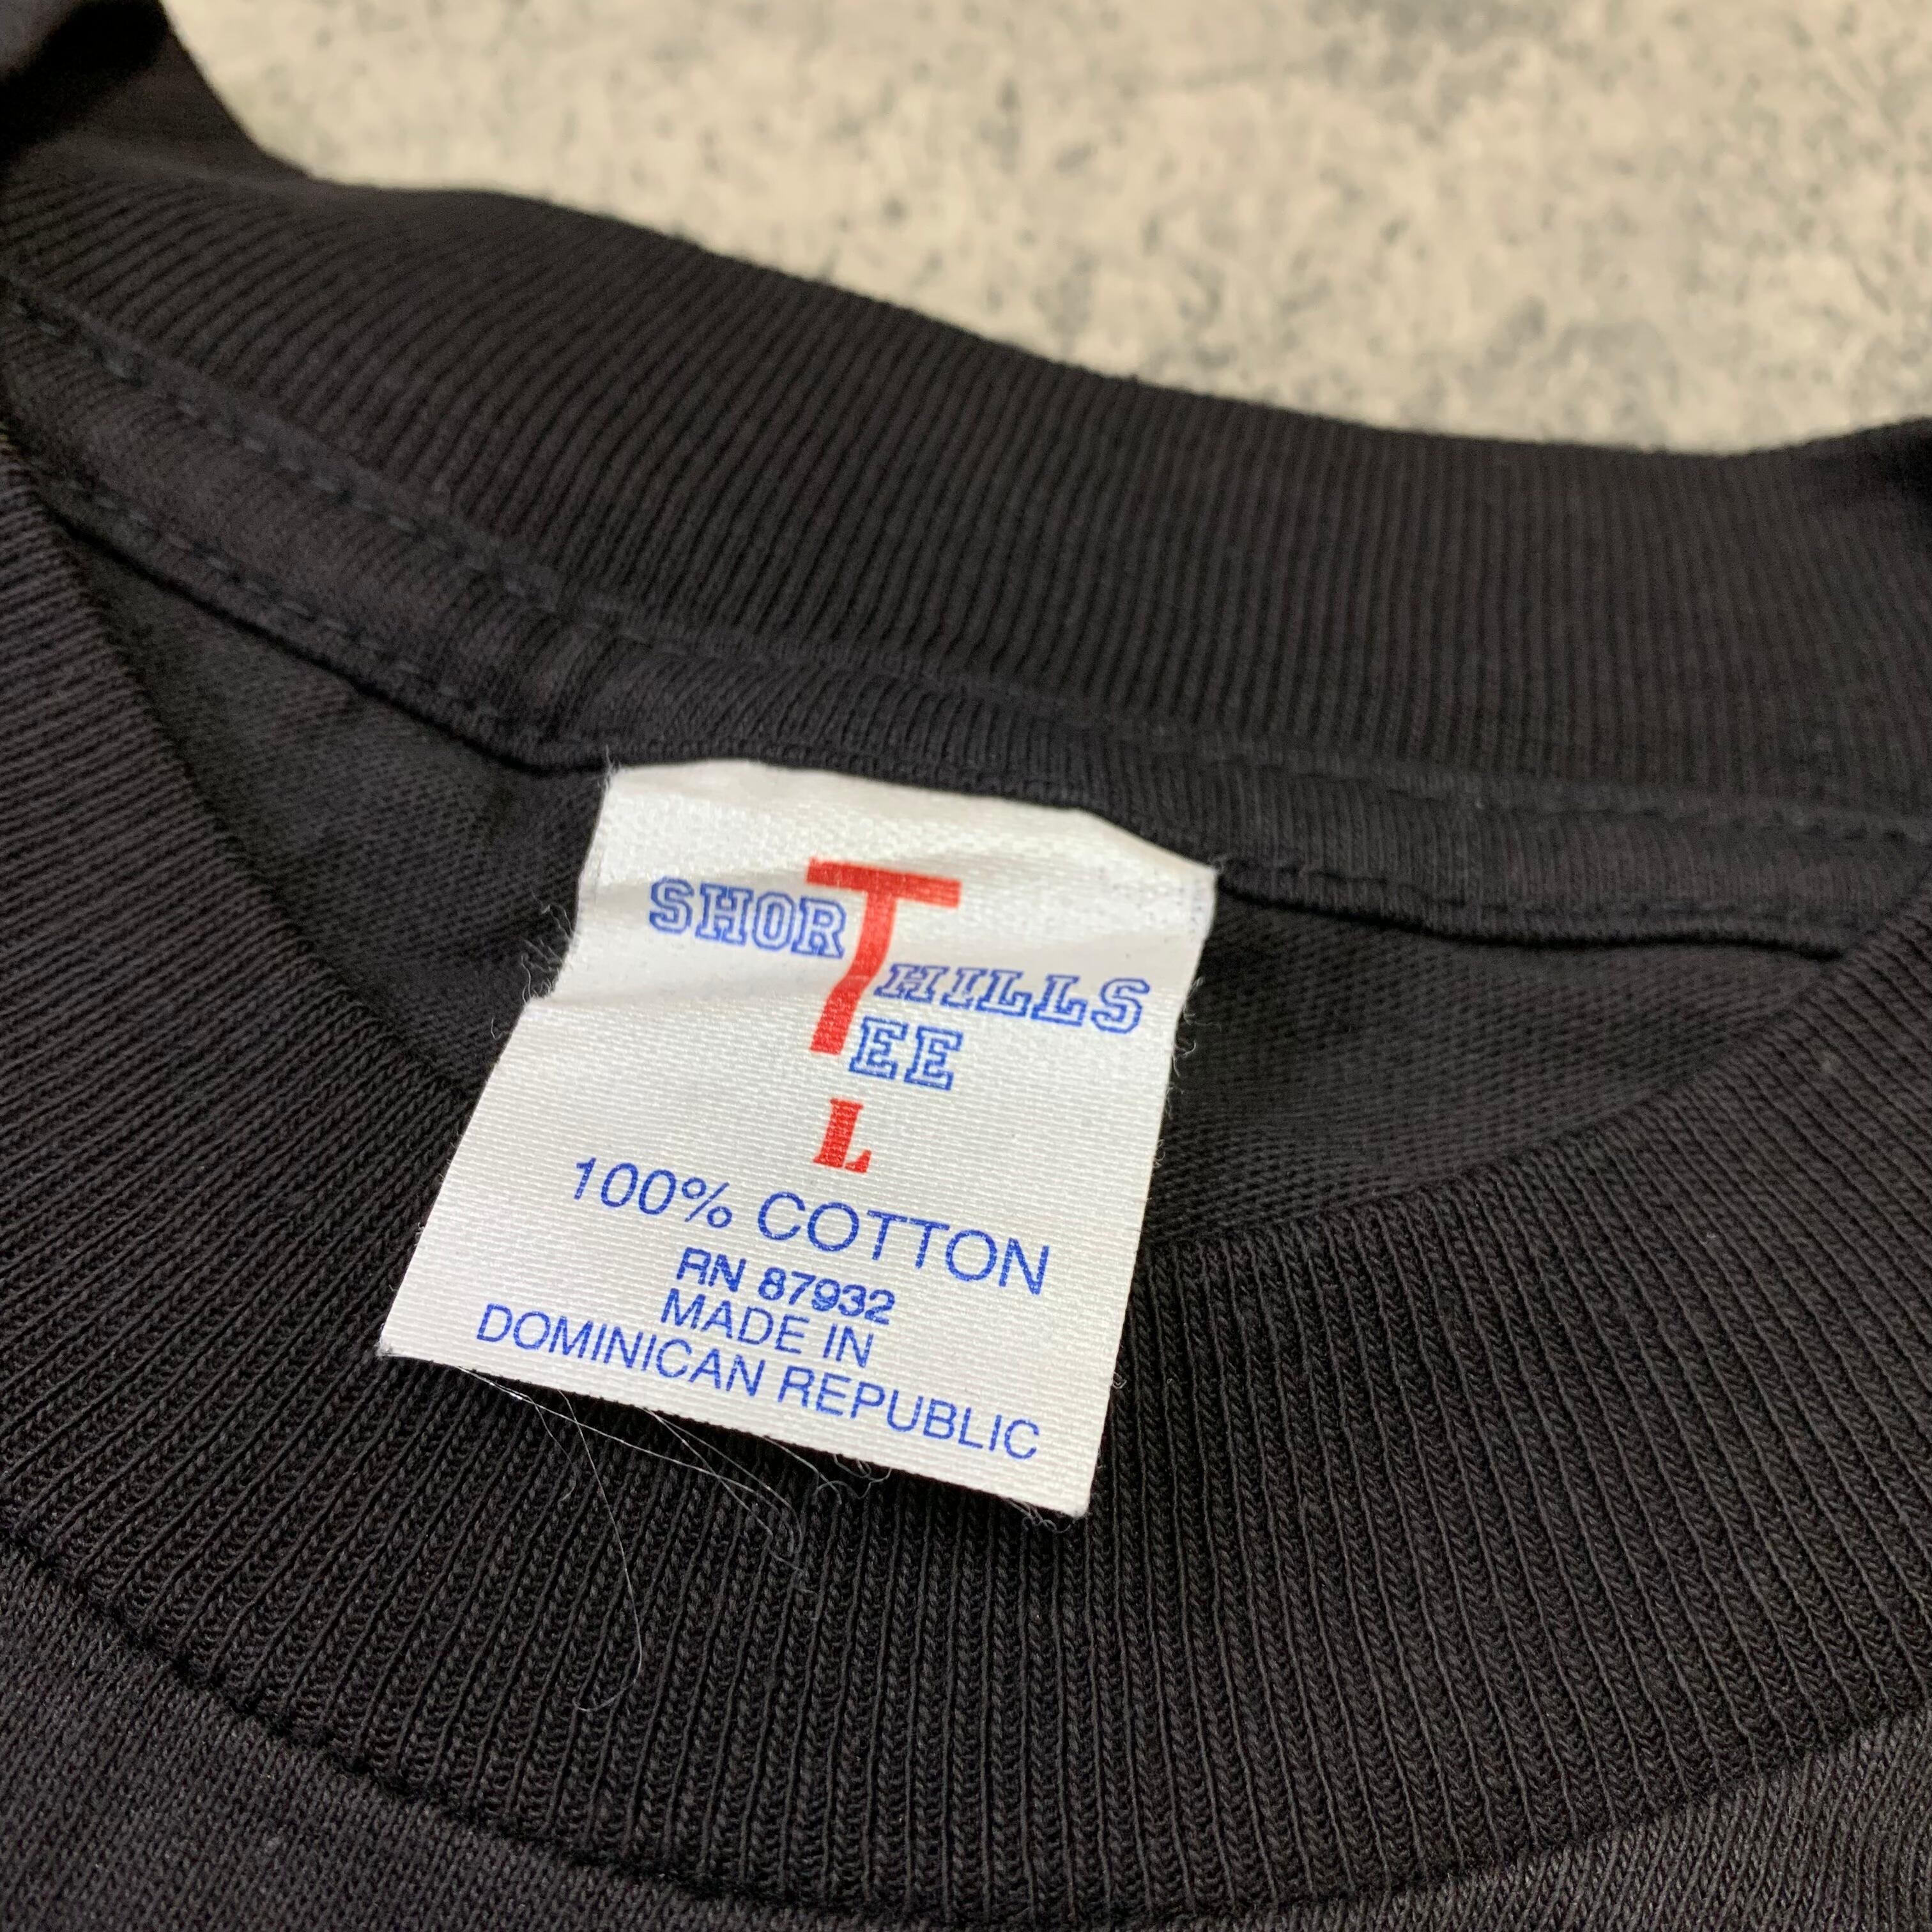 SHORT HILLS
TEE
L
100% COTTON
RN 87932
MADE IN
DOMINICAN REPUBLIC